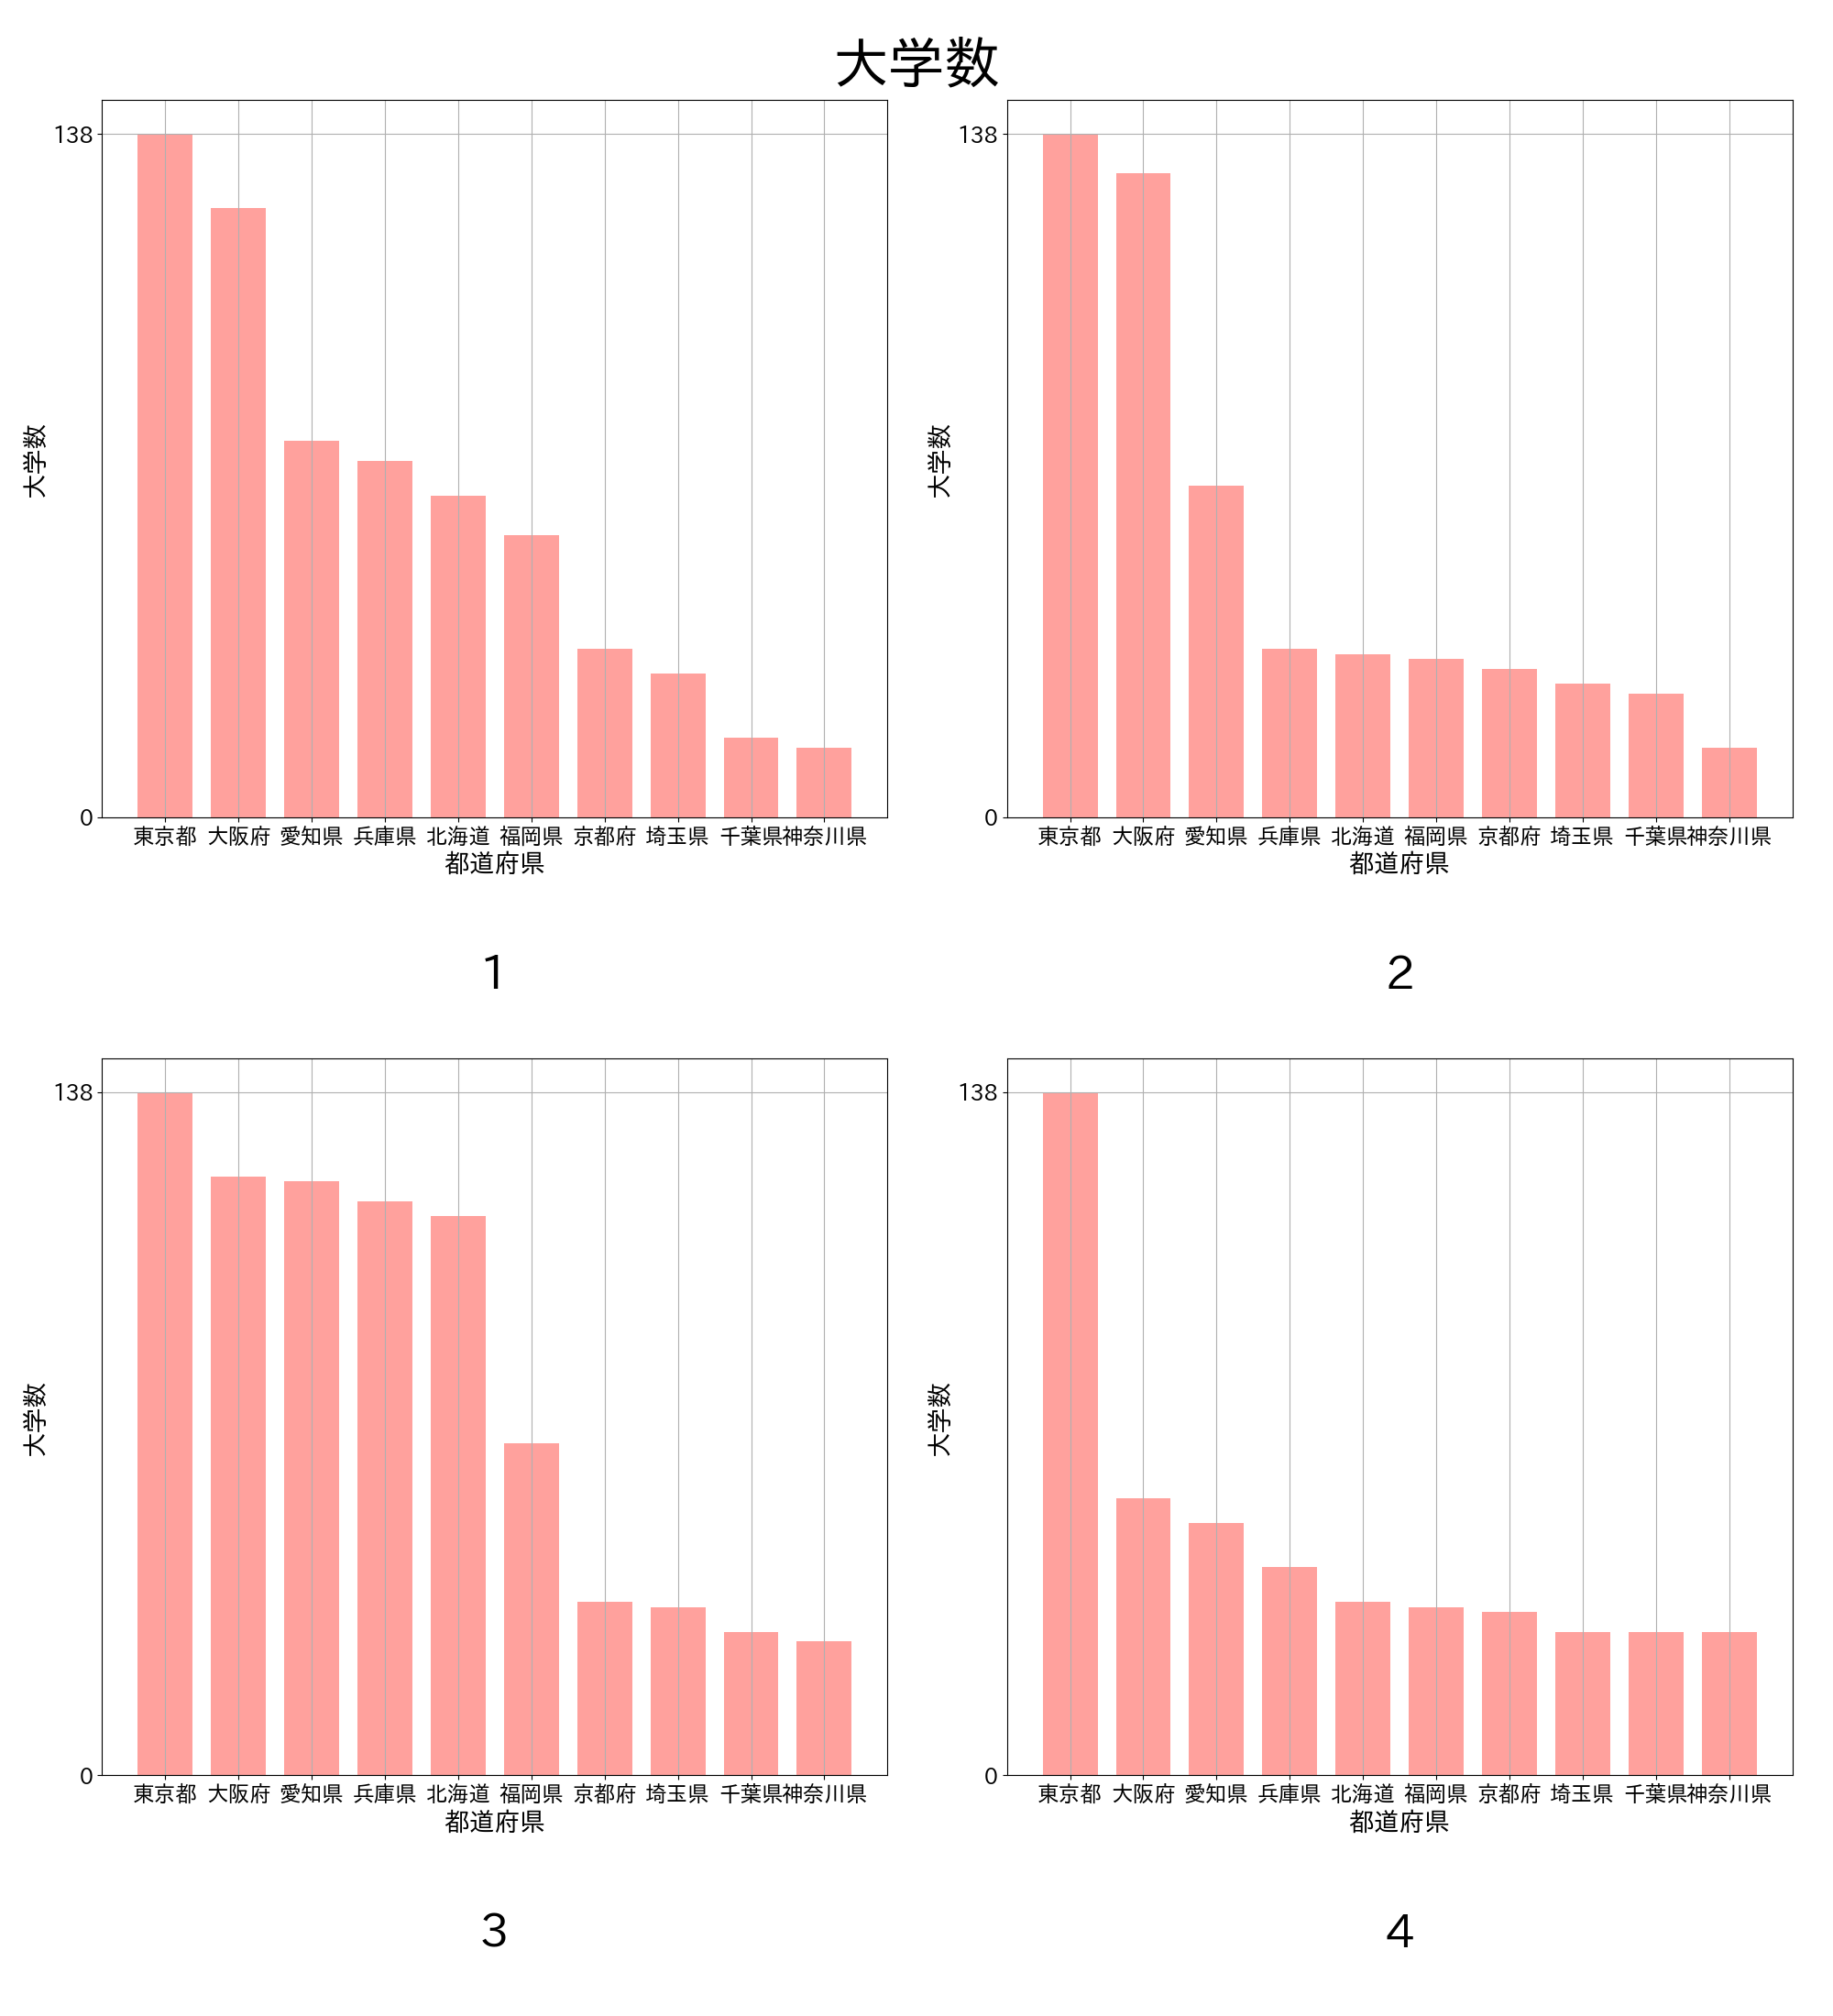 大学数
138
0
大学数
東京都 大阪府 愛知県 兵庫県 北海道 福岡県 京都府 埼玉県 千葉県 神奈川県
都道府県
1
138
0
大学数
東京都 大阪府 愛知県 兵庫県 北海道 福岡県 京都府 埼玉県 千葉県 神奈川県
都道府県
2
138
0
大学数
東京都 大阪府 愛知県 兵庫県 北海道 福岡県 京都府 埼玉県 千葉県 神奈川県
都道府県
3
138
0
大学数
東京都 大阪府 愛知県 兵庫県 北海道 福岡県 京都府 埼玉県 千葉県 神奈川県
都道府県
4